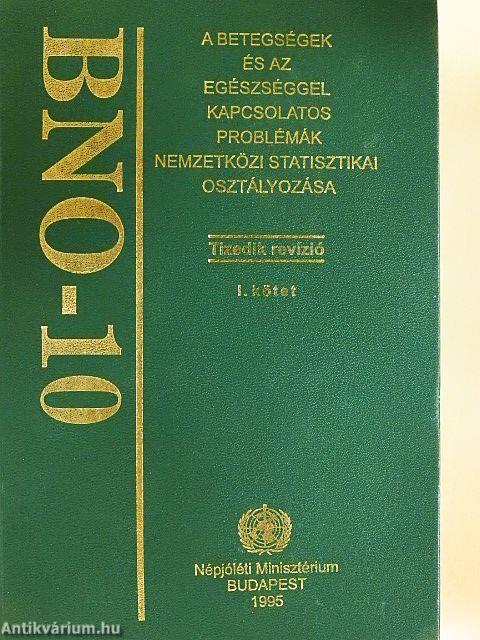 BNO-10
A BETEGSÉGEK
ÉS AZ
EGÉSZSÉGGEL
KAPCSOLATOS
PROBLÉMÁK
NEMZETKÖZI STATISZTIKAI
OSZTÁLYOZÁSA
Tizedik revízió
I. kötet
Népjóléti Minisztérium
BUDAPEST
1995
Antikvárium.hu